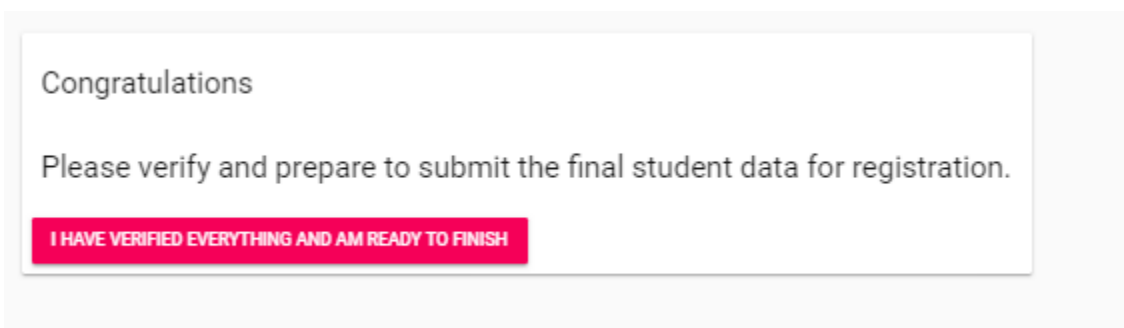 Congratulations
Please verify and prepare to submit the final student data for registration.
I HAVE VERIFIED EVERYTHING AND AM READY TO FINISH